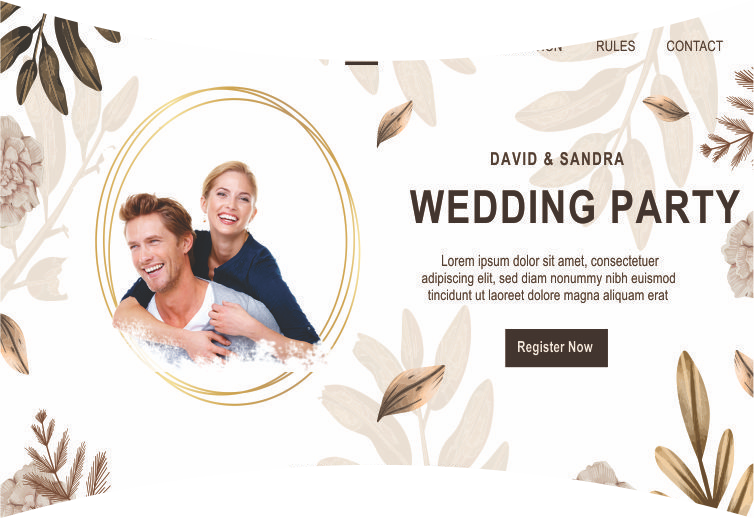 RULES CONTACT
DAVID & SANDRA
WEDDING PARTY
Lorem ipsum dolor sit amet, consectetuer
adipiscing elit, sed diam nonummy nibh euismod
tincidunt ut laoreet dolore magna aliquam erat
Register Now